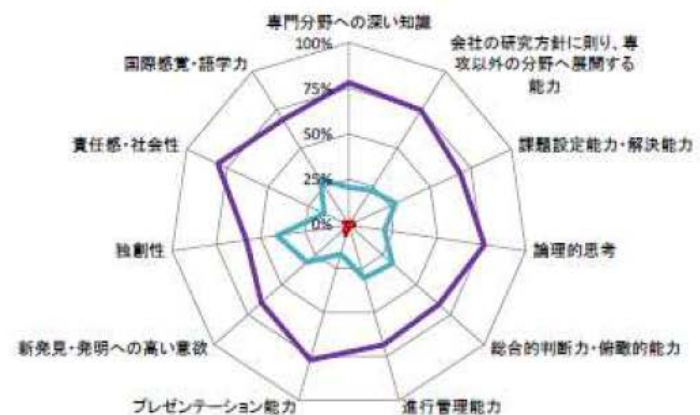 専門分野への深い知識
100%
会社の研究方針に則り、専
攻以外の分野へ展開する
能力
国際感覚・語学力
75%
責任感・社会性
50%
課題設定能力・解決能力
25%
0%
独創性
論理的思考
新発見・発明への高い意欲
総合的判断力・俯瞰的能力
プレゼンテーション能力
進行管理能力